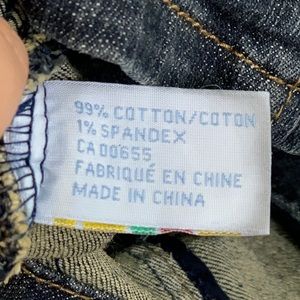 99% COTTON/COTON
1% SPANDEX
CA00655
FABRIQUÉ EN CHINE
MADE IN CHINA